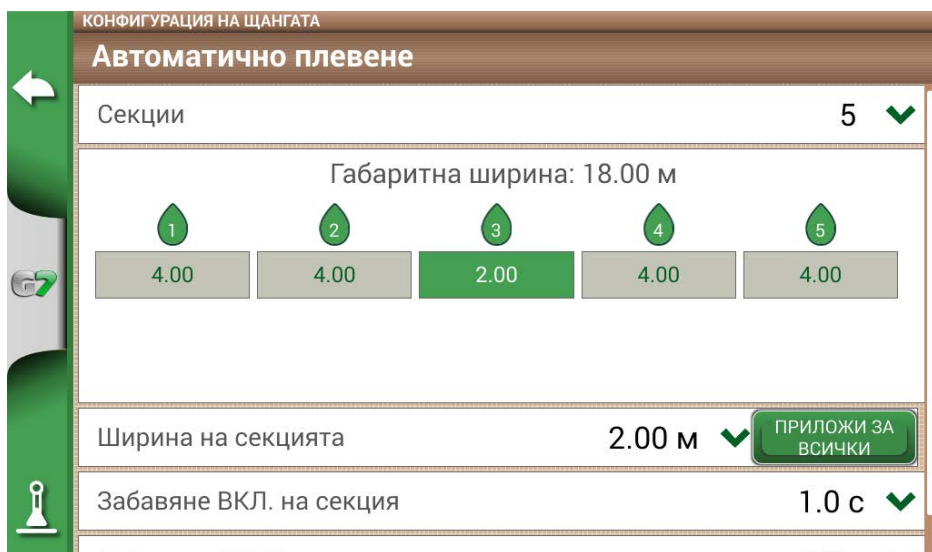 КОНФИГУРАЦИЯ НА ЩАНГАТА
Автоматично плевене
Секции 5
Габаритна ширина: 18.00 м
1 2 3 4 5
4.00 4.00 2.00 4.00 4.00
G7
Ширина на секцията 2.00 м ПРИЛОЖИ ЗА
ВСИЧКИ
Забавяне ВКЛ. на секция 1.0 с